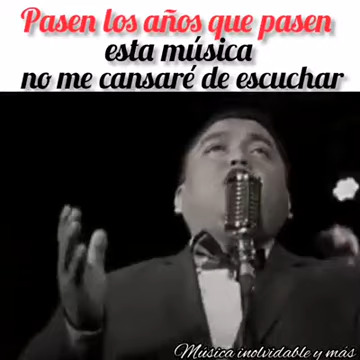 Pasen los años que pasen
esta música
no me cansaré de escuchar
Música inolvidable y más